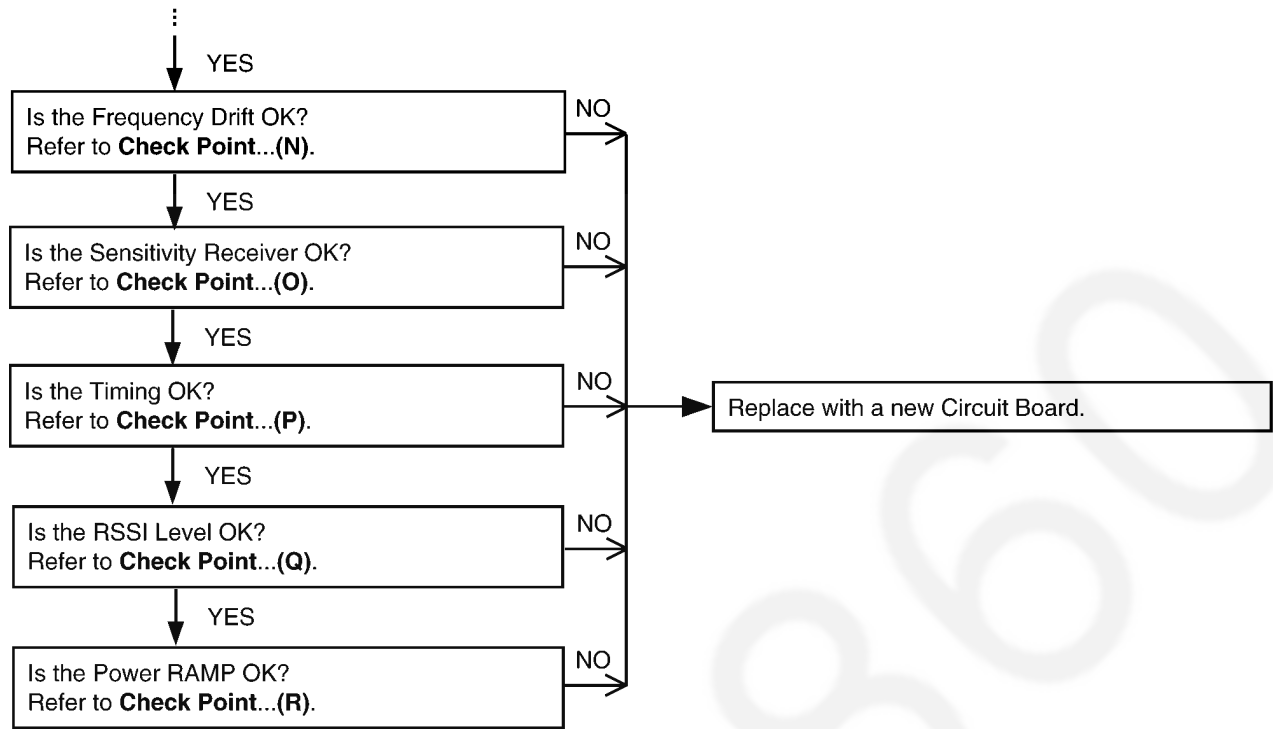 ⋮
YES
Is the Frequency Drift OK?
Refer to Check Point...(N).
NO
YES
Is the Sensitivity Receiver OK?
Refer to Check Point...(O).
NO
YES
Is the Timing OK?
Refer to Check Point...(P).
NO
Replace with a new Circuit Board.
YES
Is the RSSI Level OK?
Refer to Check Point...(Q).
NO
YES
Is the Power RAMP OK?
Refer to Check Point...(R).
NO